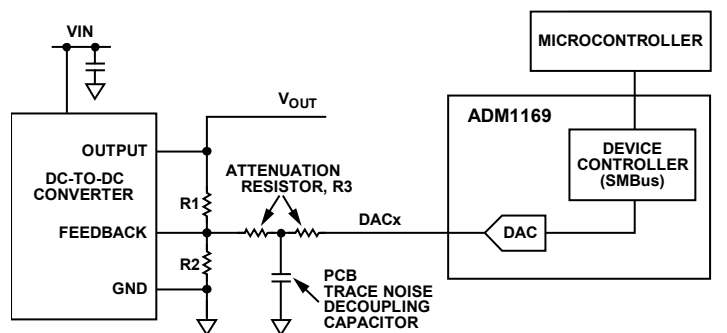 VIN
MICROCONTROLLER
VOUT
ADM1169
OUTPUT
ATTENUATION
RESISTOR, R3
DEVICE
CONTROLLER
(SMBus)
DC-TO-DC
CONVERTER
R1
DACx
FEEDBACK
DAC
R2
PCB
TRACE NOISE
DECOUPLING
CAPACITOR
GND